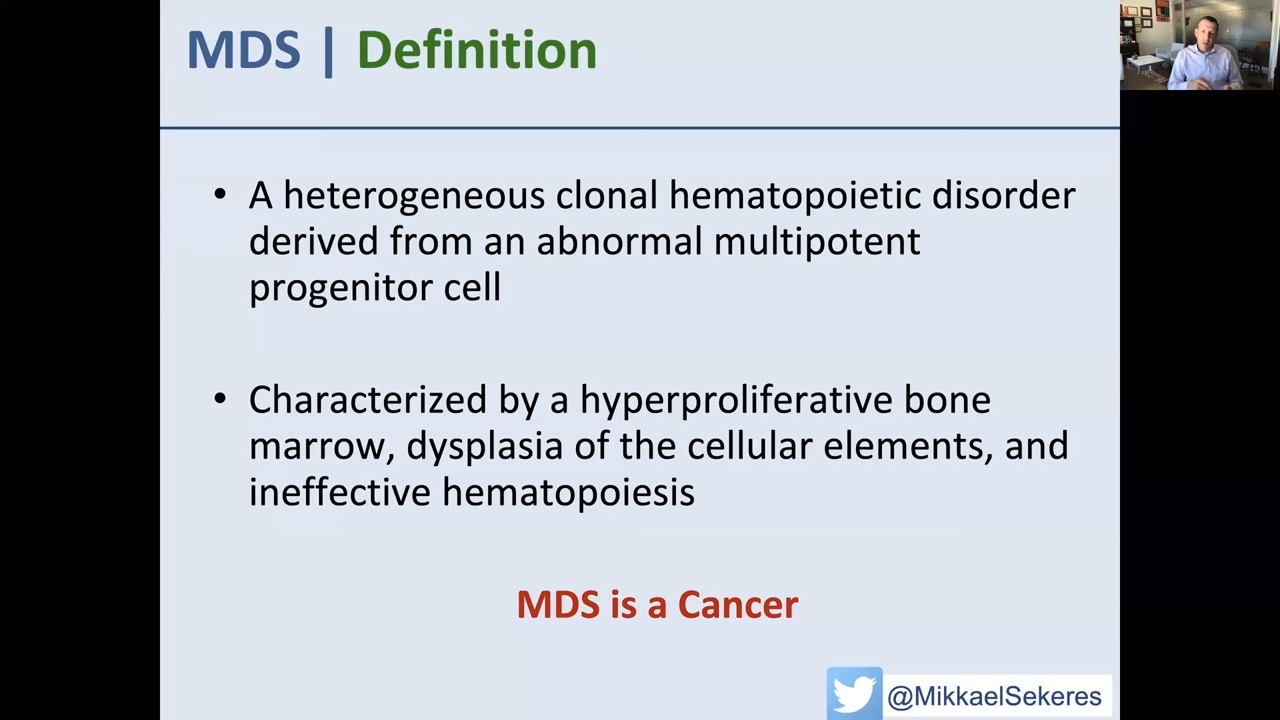 MDS | Definition
• A heterogeneous clonal hematopoietic disorder
derived from an abnormal multipotent
progenitor cell
• Characterized by a hyperproliferative bone
marrow, dysplasia of the cellular elements, and
ineffective hematopoiesis
MDS is a Cancer
@MikkaelSekeres